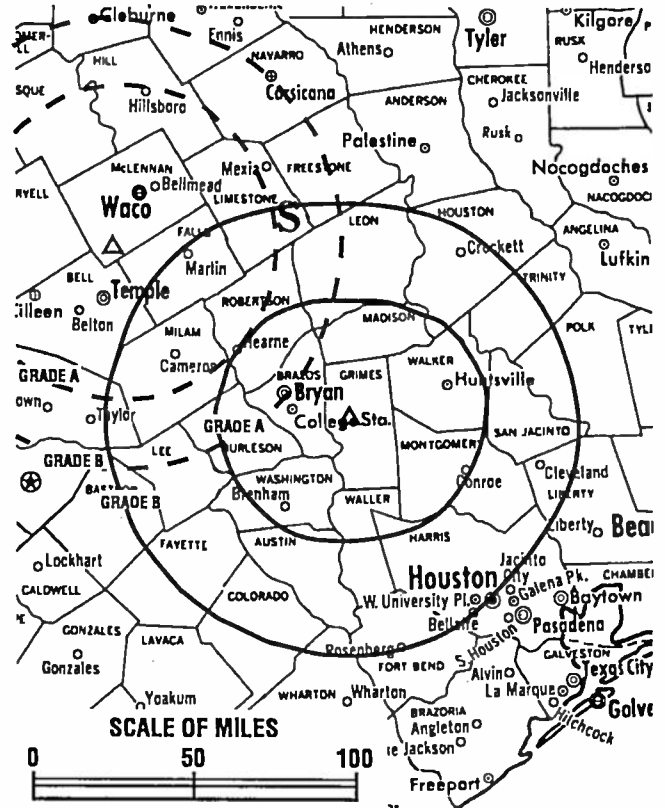 Cleburne
Ennis
HENDERSON
Tyler
Kilgore
RUSK
Athens
NAVARRO
HILL
CHEROKEE
Corsicana
ANDERSON
Jacksonville
Hillsboro
Rusk
Palestine
McLENNAN
Mexia
FREESTONE
Nocogdoches
Bellmead
LIMESTONE
Waco
S
LEON
HOUSTON
ANGELINA
FALLS
Crockett
Lufkin
Martin
BELL
TRINITY
Temple
ROBERTSON
Belton
MADISON
POLK
MILAM
Hearne
Cameron
WALKER
GRADE A
BRAZOS
GRIMES
Huntsville
Bryan
Taylor
College Sta.
GRADE A
SAN JACINTO
LEE
BURLESON
MONTGOMERY
GRADE B
Cleveland
WASHINGTON
Conroe
LIBERTY
GRADE B
Brenham
WALLER
Liberty
FAYETTE
AUSTIN
HARRIS
Lockhart
Jacinto
City
CALDWELL
Houston
Galena Pk.
COLORADO
W. University Pl.
Baytown
Bellaire
Pasadena
GONZALES
S. Houston
LAVACA
Rosenberg
GALVESTON
Gonzales
FORT BEND
Texas City
Alvin
La Marque
WHARTON
Wharton
Yoakum
Hitchcock
BRAZORIA
Angleton
SCALE OF MILES
0 50 100
Freeport